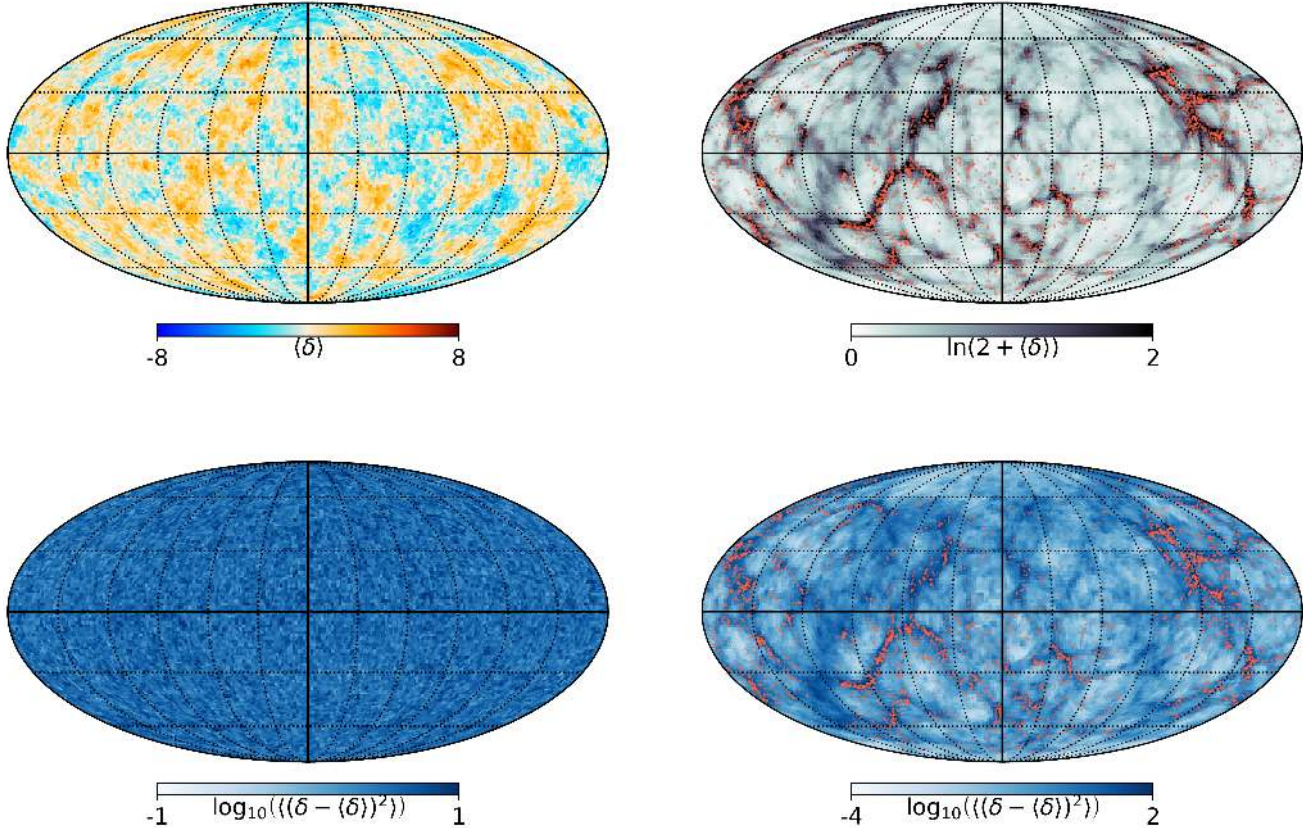 -8 ⟨δ⟩ 8
0 ln(2 + ⟨δ⟩) 2
-1 log₁₀(⟨(δ − ⟨δ⟩)²⟩) 1
-4 log₁₀(⟨(δ − ⟨δ⟩)²⟩) 2